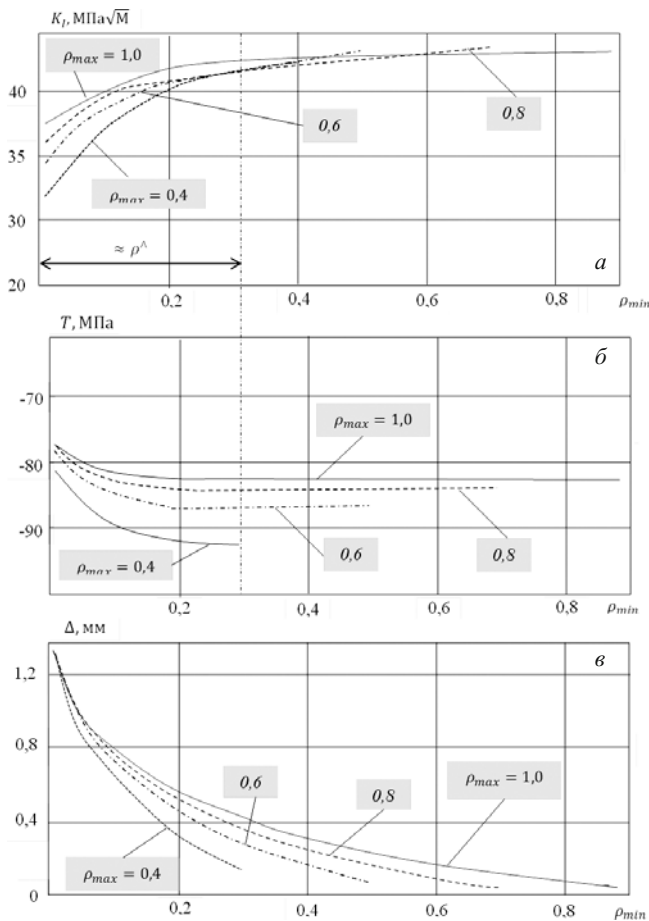 K_I, МПа√М
ρ_max = 1,0
40
0,6
0,8
35
ρ_max = 0,4
30
25
≈ ρ^
а
20
0,2
0,4
0,6
0,8
ρ_min
T, МПа
б
-70
ρ_max = 1,0
-80
-90
0,6
0,8
ρ_max = 0,4
0,2
0,4
0,6
0,8
ρ_min
Δ, мм
в
1,2
0,6
0,8
ρ_max = 1,0
0,8
0,4
ρ_max = 0,4
0
0,2
0,4
0,6
0,8
ρ_min